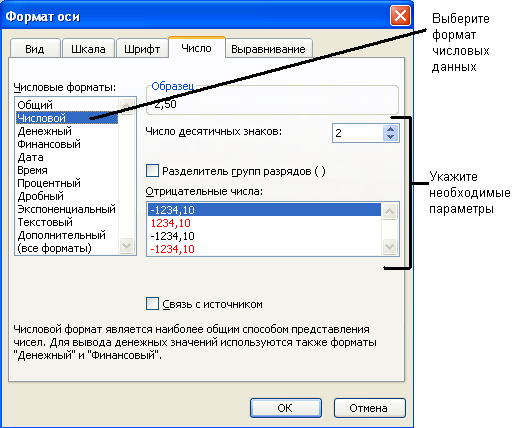 Формат оси
Вид
Шкала
Шрифт
Число
Выравнивание
Числовые форматы:
Общий
Числовой
Денежный
Финансовый
Дата
Время
Процентный
Дробный
Экспоненциальный
Текстовый
Дополнительный
(все форматы)
Образец
2,50
Число десятичных знаков:
2
Разделитель групп разрядов ( )
Отрицательные числа:
-1234,10
1234,10
-1234,10
-1234,10
Связь с источником
Числовой формат является наиболее общим способом представления
чисел. Для вывода денежных значений используются также форматы
"Денежный" и "Финансовый".
OK
Отмена
Выберите
формат
числовых
данных
Укажите
необходимые
параметры